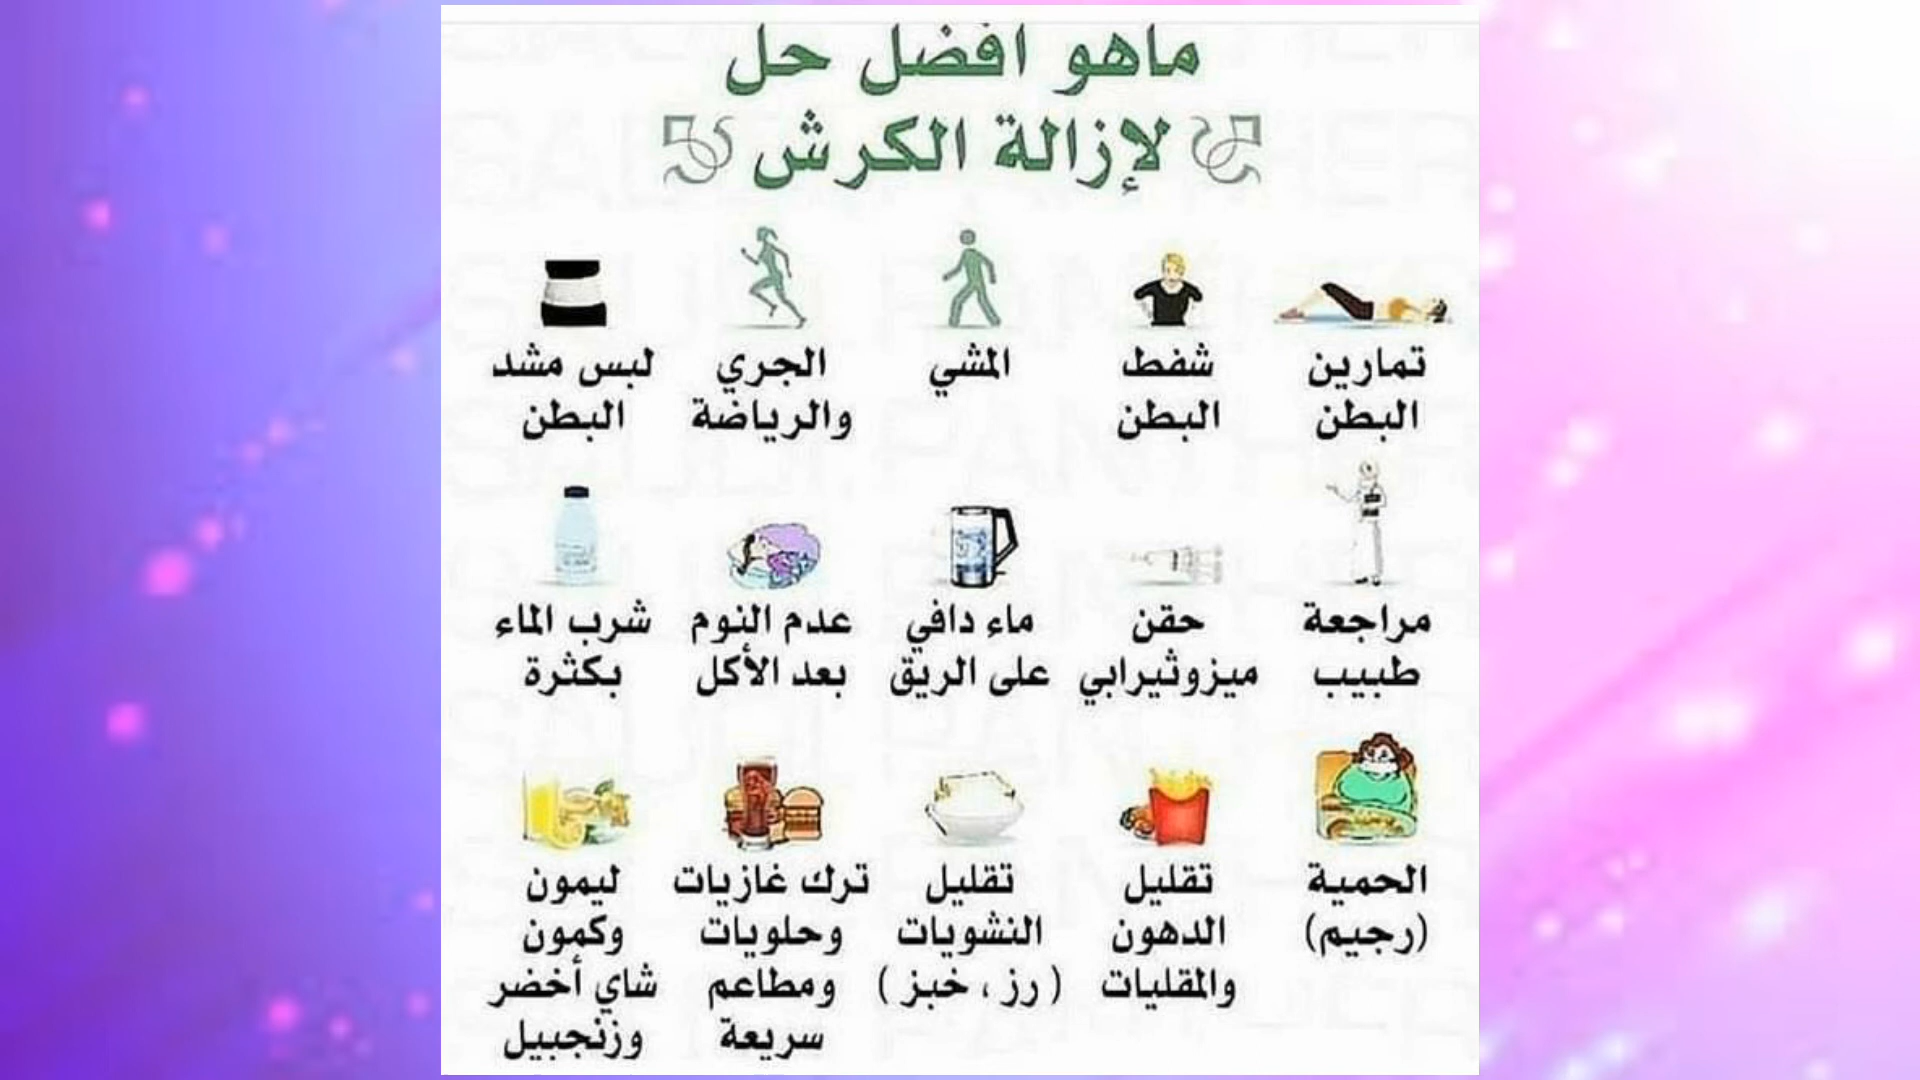 ماهو افضل حل
لإزالة الكرش
تمارين
البطن
شفط
البطن
المشي
الجري
والرياضة
لبس مشد
البطن
مراجعة
طبيب
حقن
ميزوثيرابي
ماء دافي
على الريق
عدم النوم
بعد الأكل
شرب الماء
بكثرة
الحمية
(رجيم)
تقليل
الدهون
والمقليات
تقليل
النشويات
( رز ، خبز )
ترك غازيات
وحلويات
ومطاعم
سريعة
ليمون
وكمون
شاي أخضر
وزنجبيل